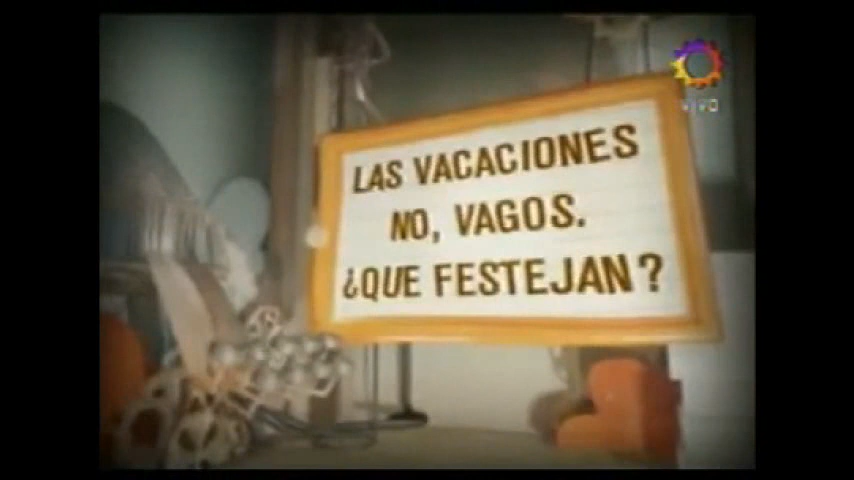 VIVO
LAS VACACIONES
NO, VAGOS.
¿QUE FESTEJAN?